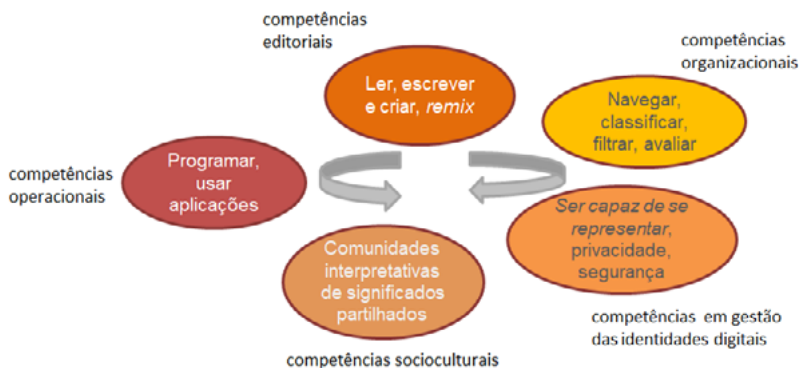 competências
editoriais
Ler, escrever
e criar, remix
competências
organizacionais
Navegar,
classificar,
filtrar, avaliar
competências
operacionais
Programar,
usar
aplicações
Ser capaz de se
representar,
privacidade,
segurança
Comunidades
interpretativas
de significados
partilhados
competências em gestão
das identidades digitais
competências socioculturais